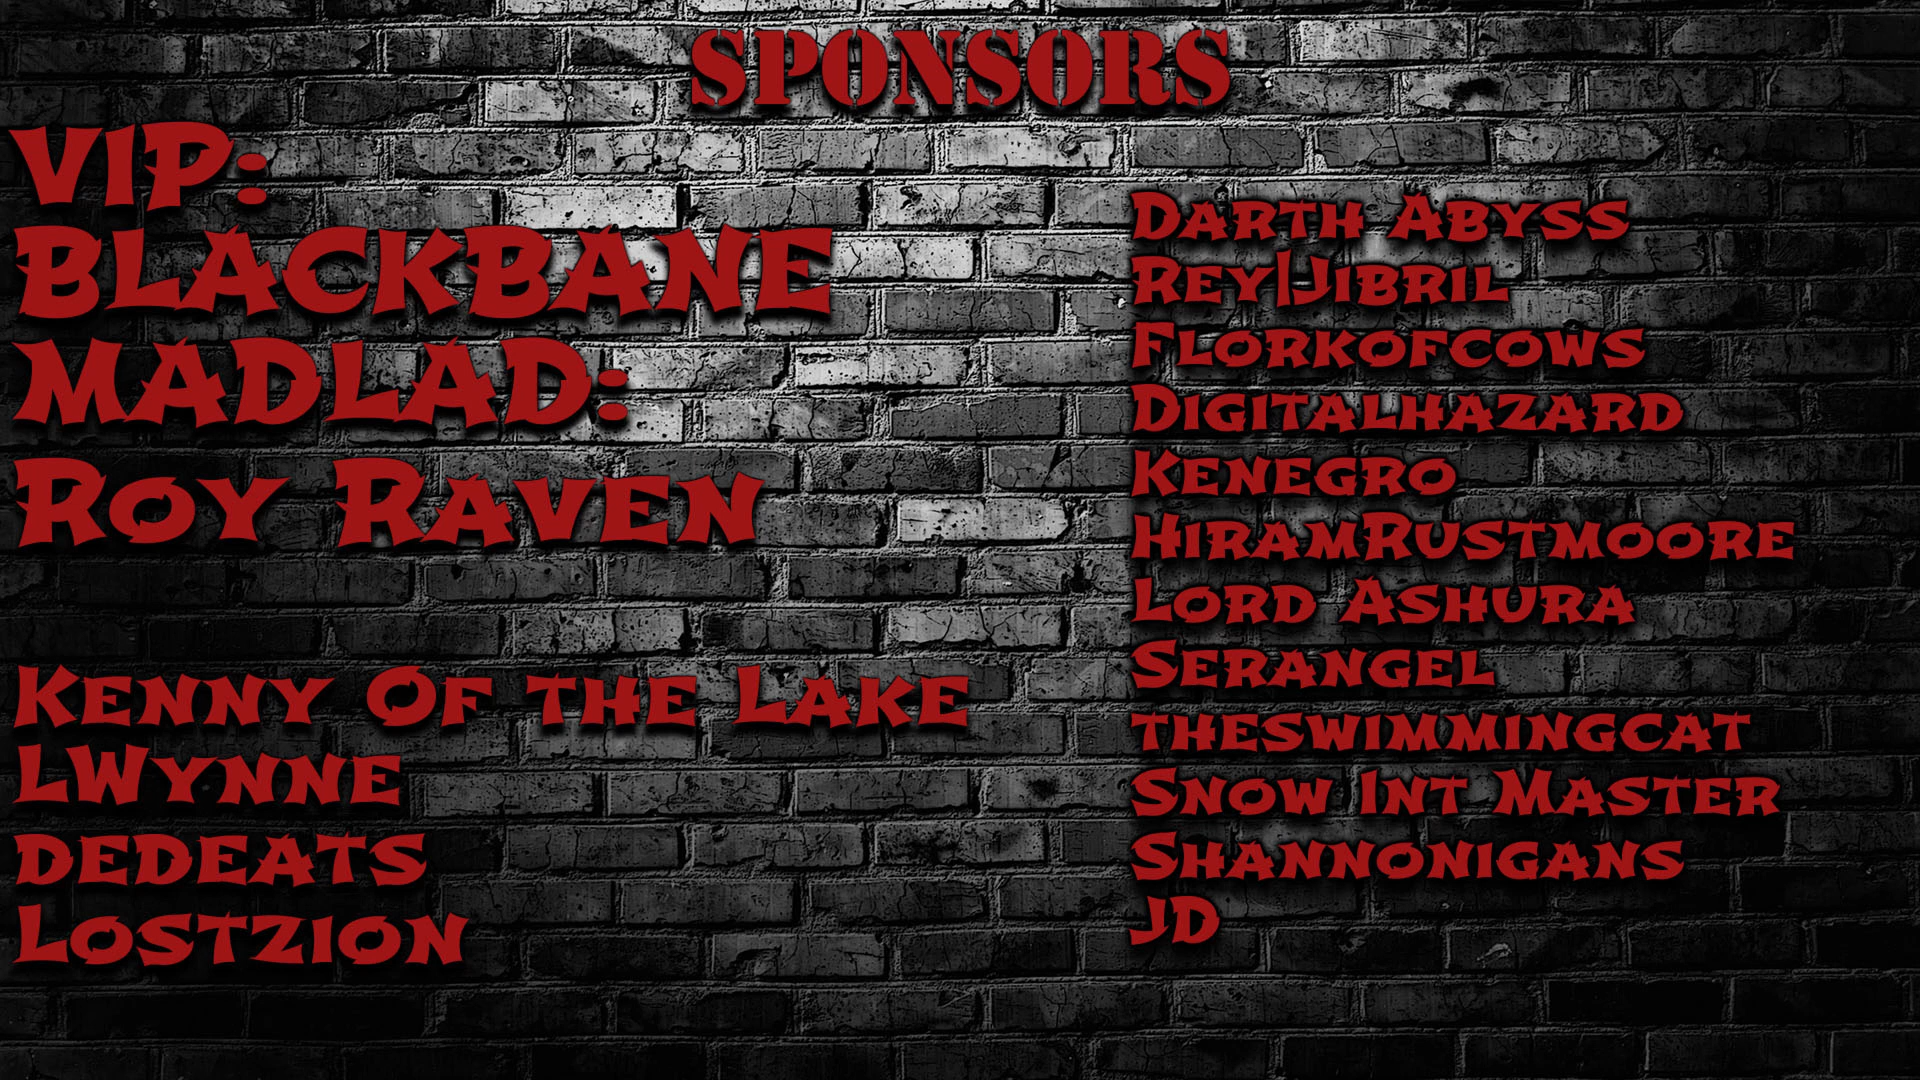 SPONSORS
VIP:
BLACKBANE
MADLAD:
Roy Raven
Kenny Of the Lake
LWynne
dedeats
Lostzion
Darth Abyss
Rey|Jibril
Florkofcows
Digitalhazard
Kenegro
HiramRustmoore
Lord Ashura
Serangel
theswimmingcat
Snow Int Master
Shannonigans
JD